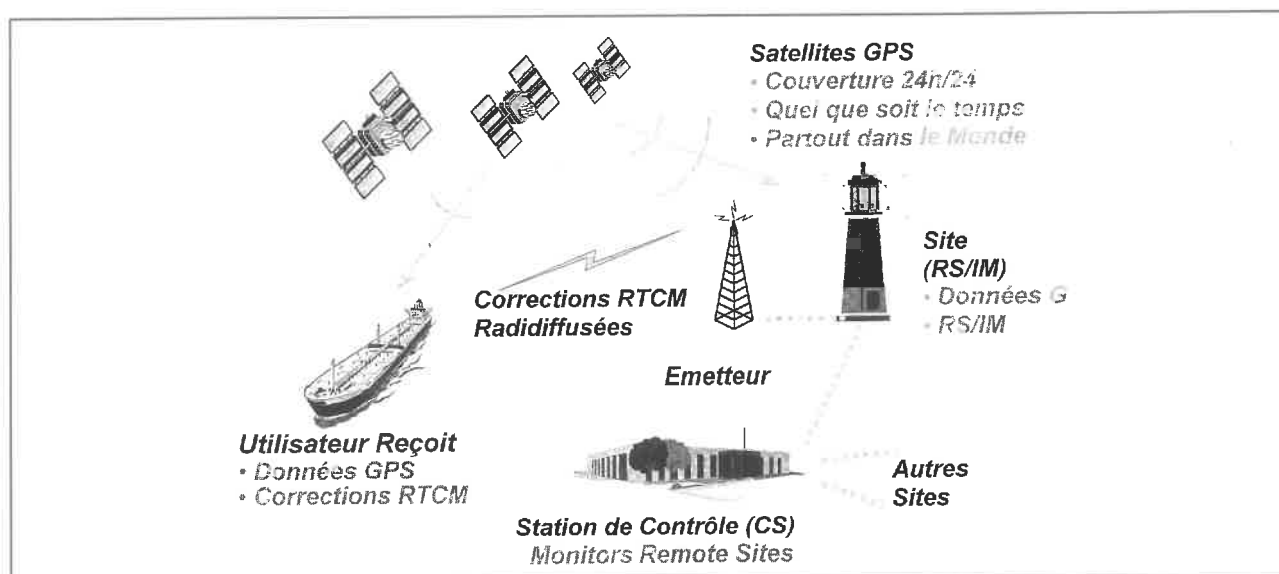 Satellites GPS
• Couverture 24h/24
• Quel que soit le temps
• Partout dans le Monde
Site
(RS/IM)
• Données G
• RS/IM
Corrections RTCM
Radidiffusées
Emetteur
Utilisateur Reçoit
• Données GPS
• Corrections RTCM
Autres
Sites
Station de Contrôle (CS)
Monitors Remote Sites